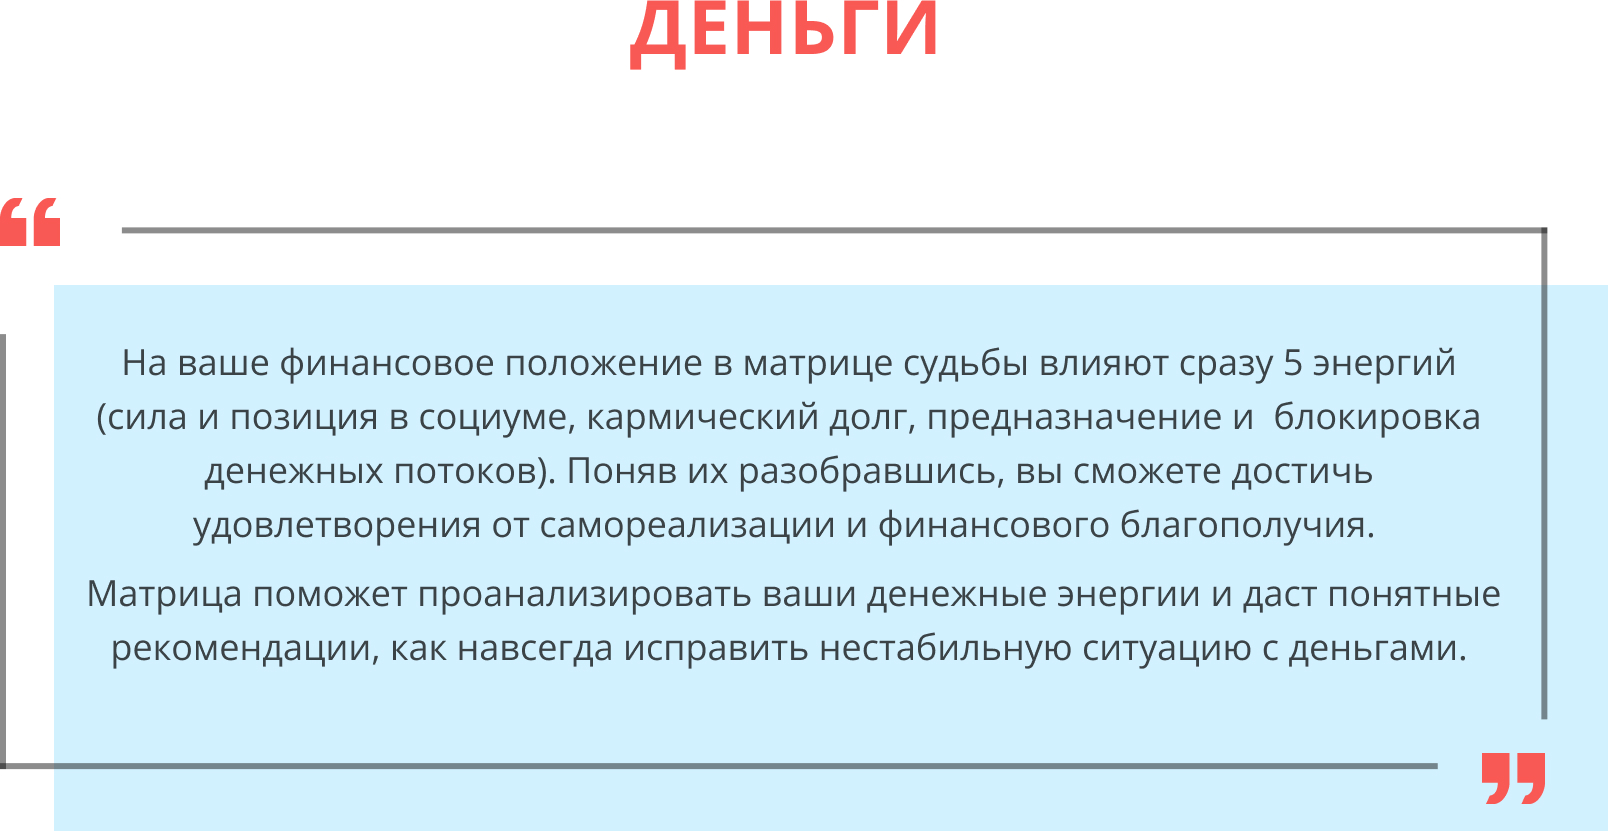 ДЕНЬГИ
На ваше финансовое положение в матрице судьбы влияют сразу 5 энергий
(сила и позиция в социуме, кармический долг, предназначение и  блокировка
денежных потоков). Поняв их разобравшись, вы сможете достичь
удовлетворения от самореализации и финансового благополучия.
Матрица поможет проанализировать ваши денежные энергии и даст понятные
рекомендации, как навсегда исправить нестабильную ситуацию с деньгами.